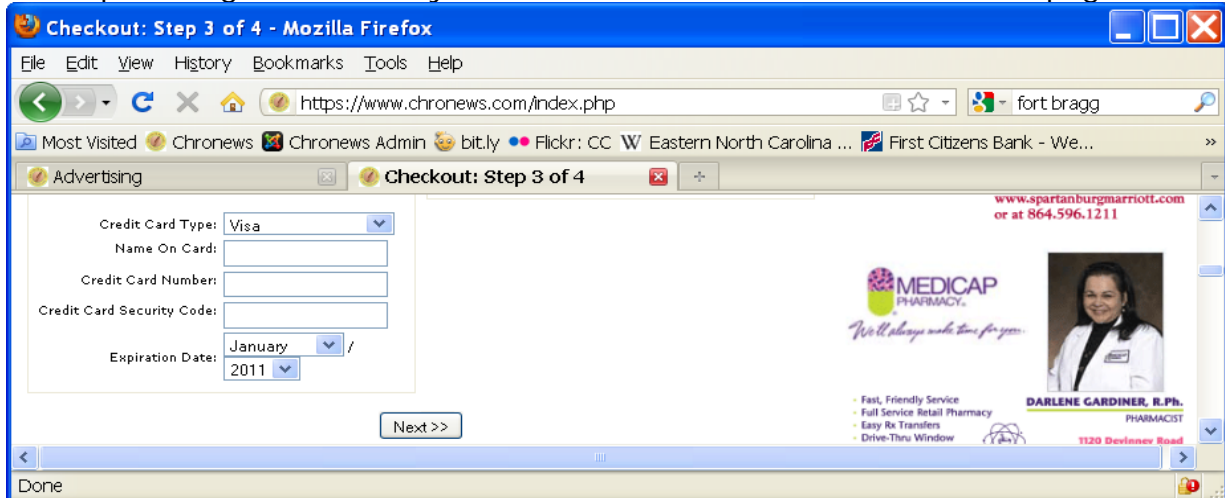 Checkout: Step 3 of 4 - Mozilla Firefox
File Edit View History Bookmarks Tools Help
https://www.chronews.com/index.php
fort bragg
Most Visited Chronews Chronews Admin bit.ly Flickr: CC W Eastern North Carolina ... First Citizens Bank - We... »
Advertising
Checkout: Step 3 of 4
Credit Card Type: Visa
Name On Card:
Credit Card Number:
Credit Card Security Code:
Expiration Date: January /
2011
Next >>
www.spartanburgmarriott.com
or at 864.596.1211
MEDICAP
PHARMACY®
We'll always make time for you.
- Fast, Friendly Service
- Full Service Retail Pharmacy
- Easy Rx Transfers
- Drive-Thru Window
DARLENE GARDINER, R.Ph.
PHARMACIST
1120 Devinney Road
Done